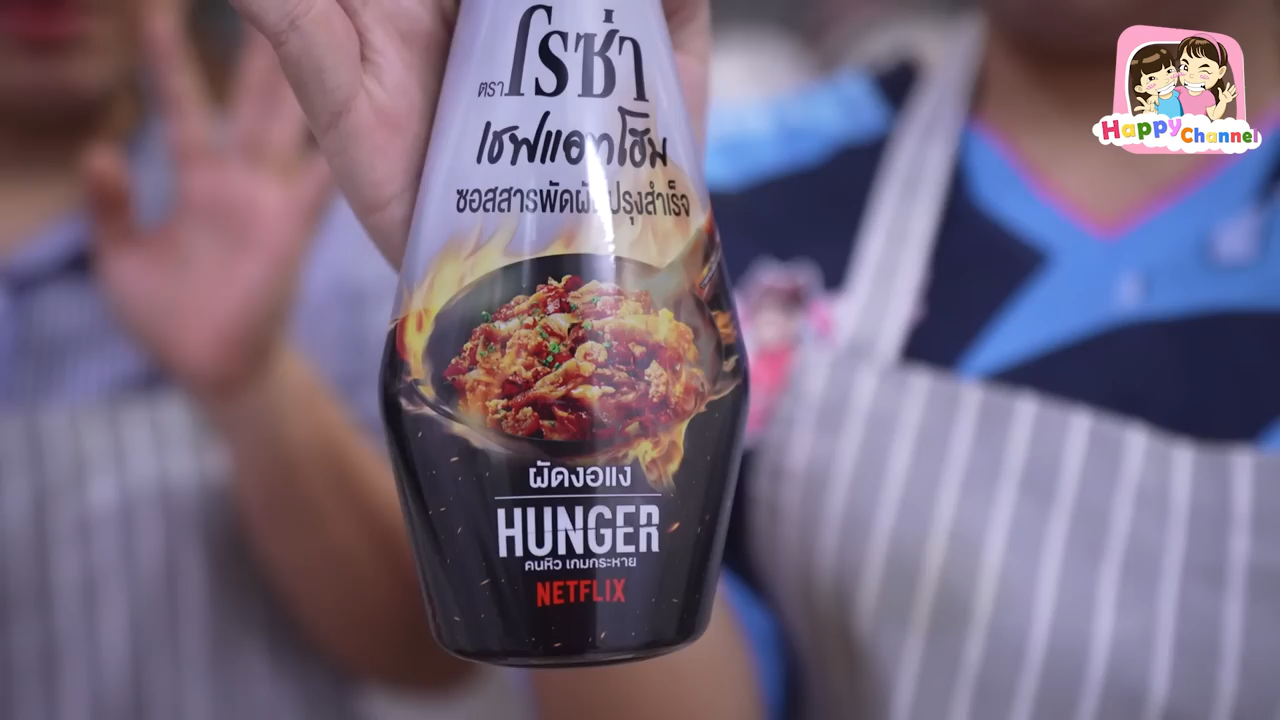 ตราโรซ่า
เชฟแอทโฮม
ซอสสารพัดผัดปรุงสำเร็จ
ผัดงอแง
HUNGER
คนหิว เกมกระหาย
NETFLIX
Happy Channel